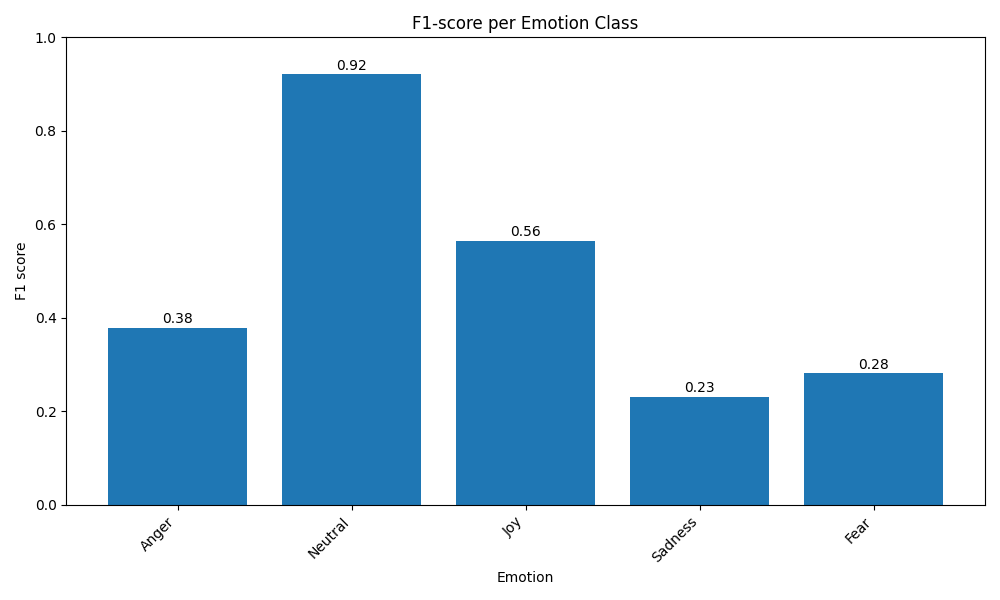 F1-score per Emotion Class
1.0
0.8
0.6
0.4
0.2
0.0
F1 score
0.38
0.92
0.56
0.23
0.28
Anger
Neutral
Joy
Sadness
Fear
Emotion